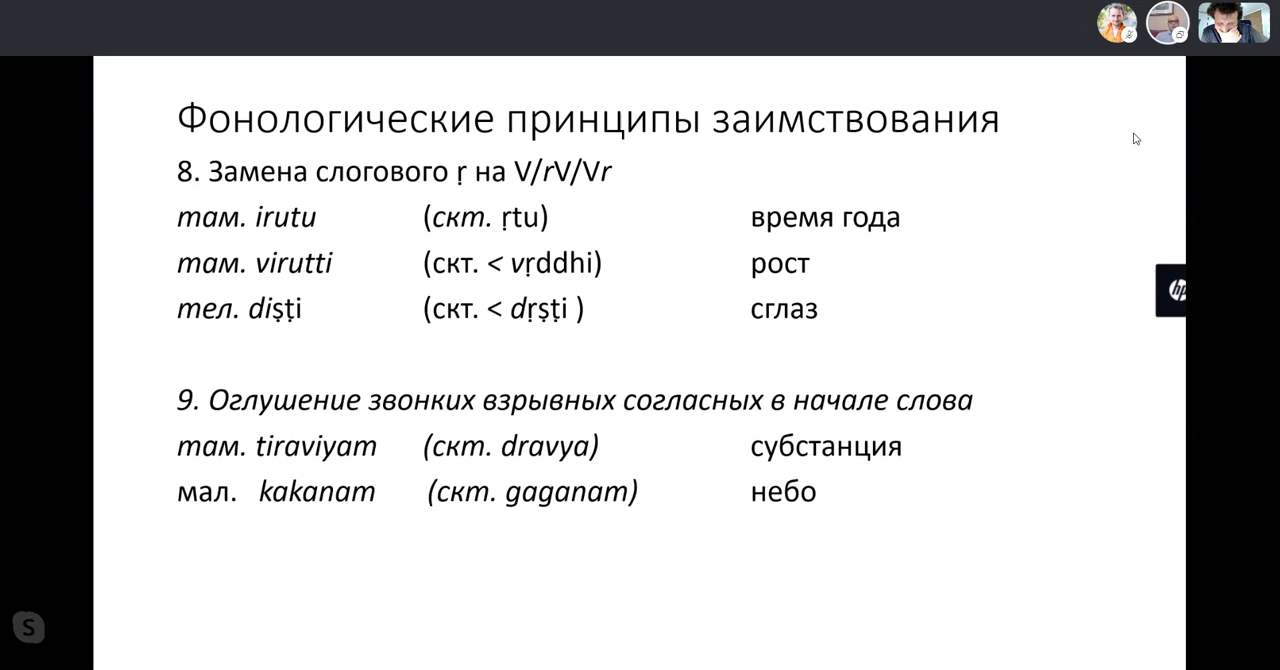 Фонологические принципы заимствования
8. Замена слогового ṛ на V/rV/Vr
там. irutu (скт. ṛtu) время года
там. virutti (скт. < vṛddhi) рост
тел. diṣṭi (скт. < dṛṣṭi ) сглаз
9. Оглушение звонких взрывных согласных в начале слова
там. tiraviyam (скт. dravya) субстанция
мал. kakanam (скт. gaganam) небо
hp
S